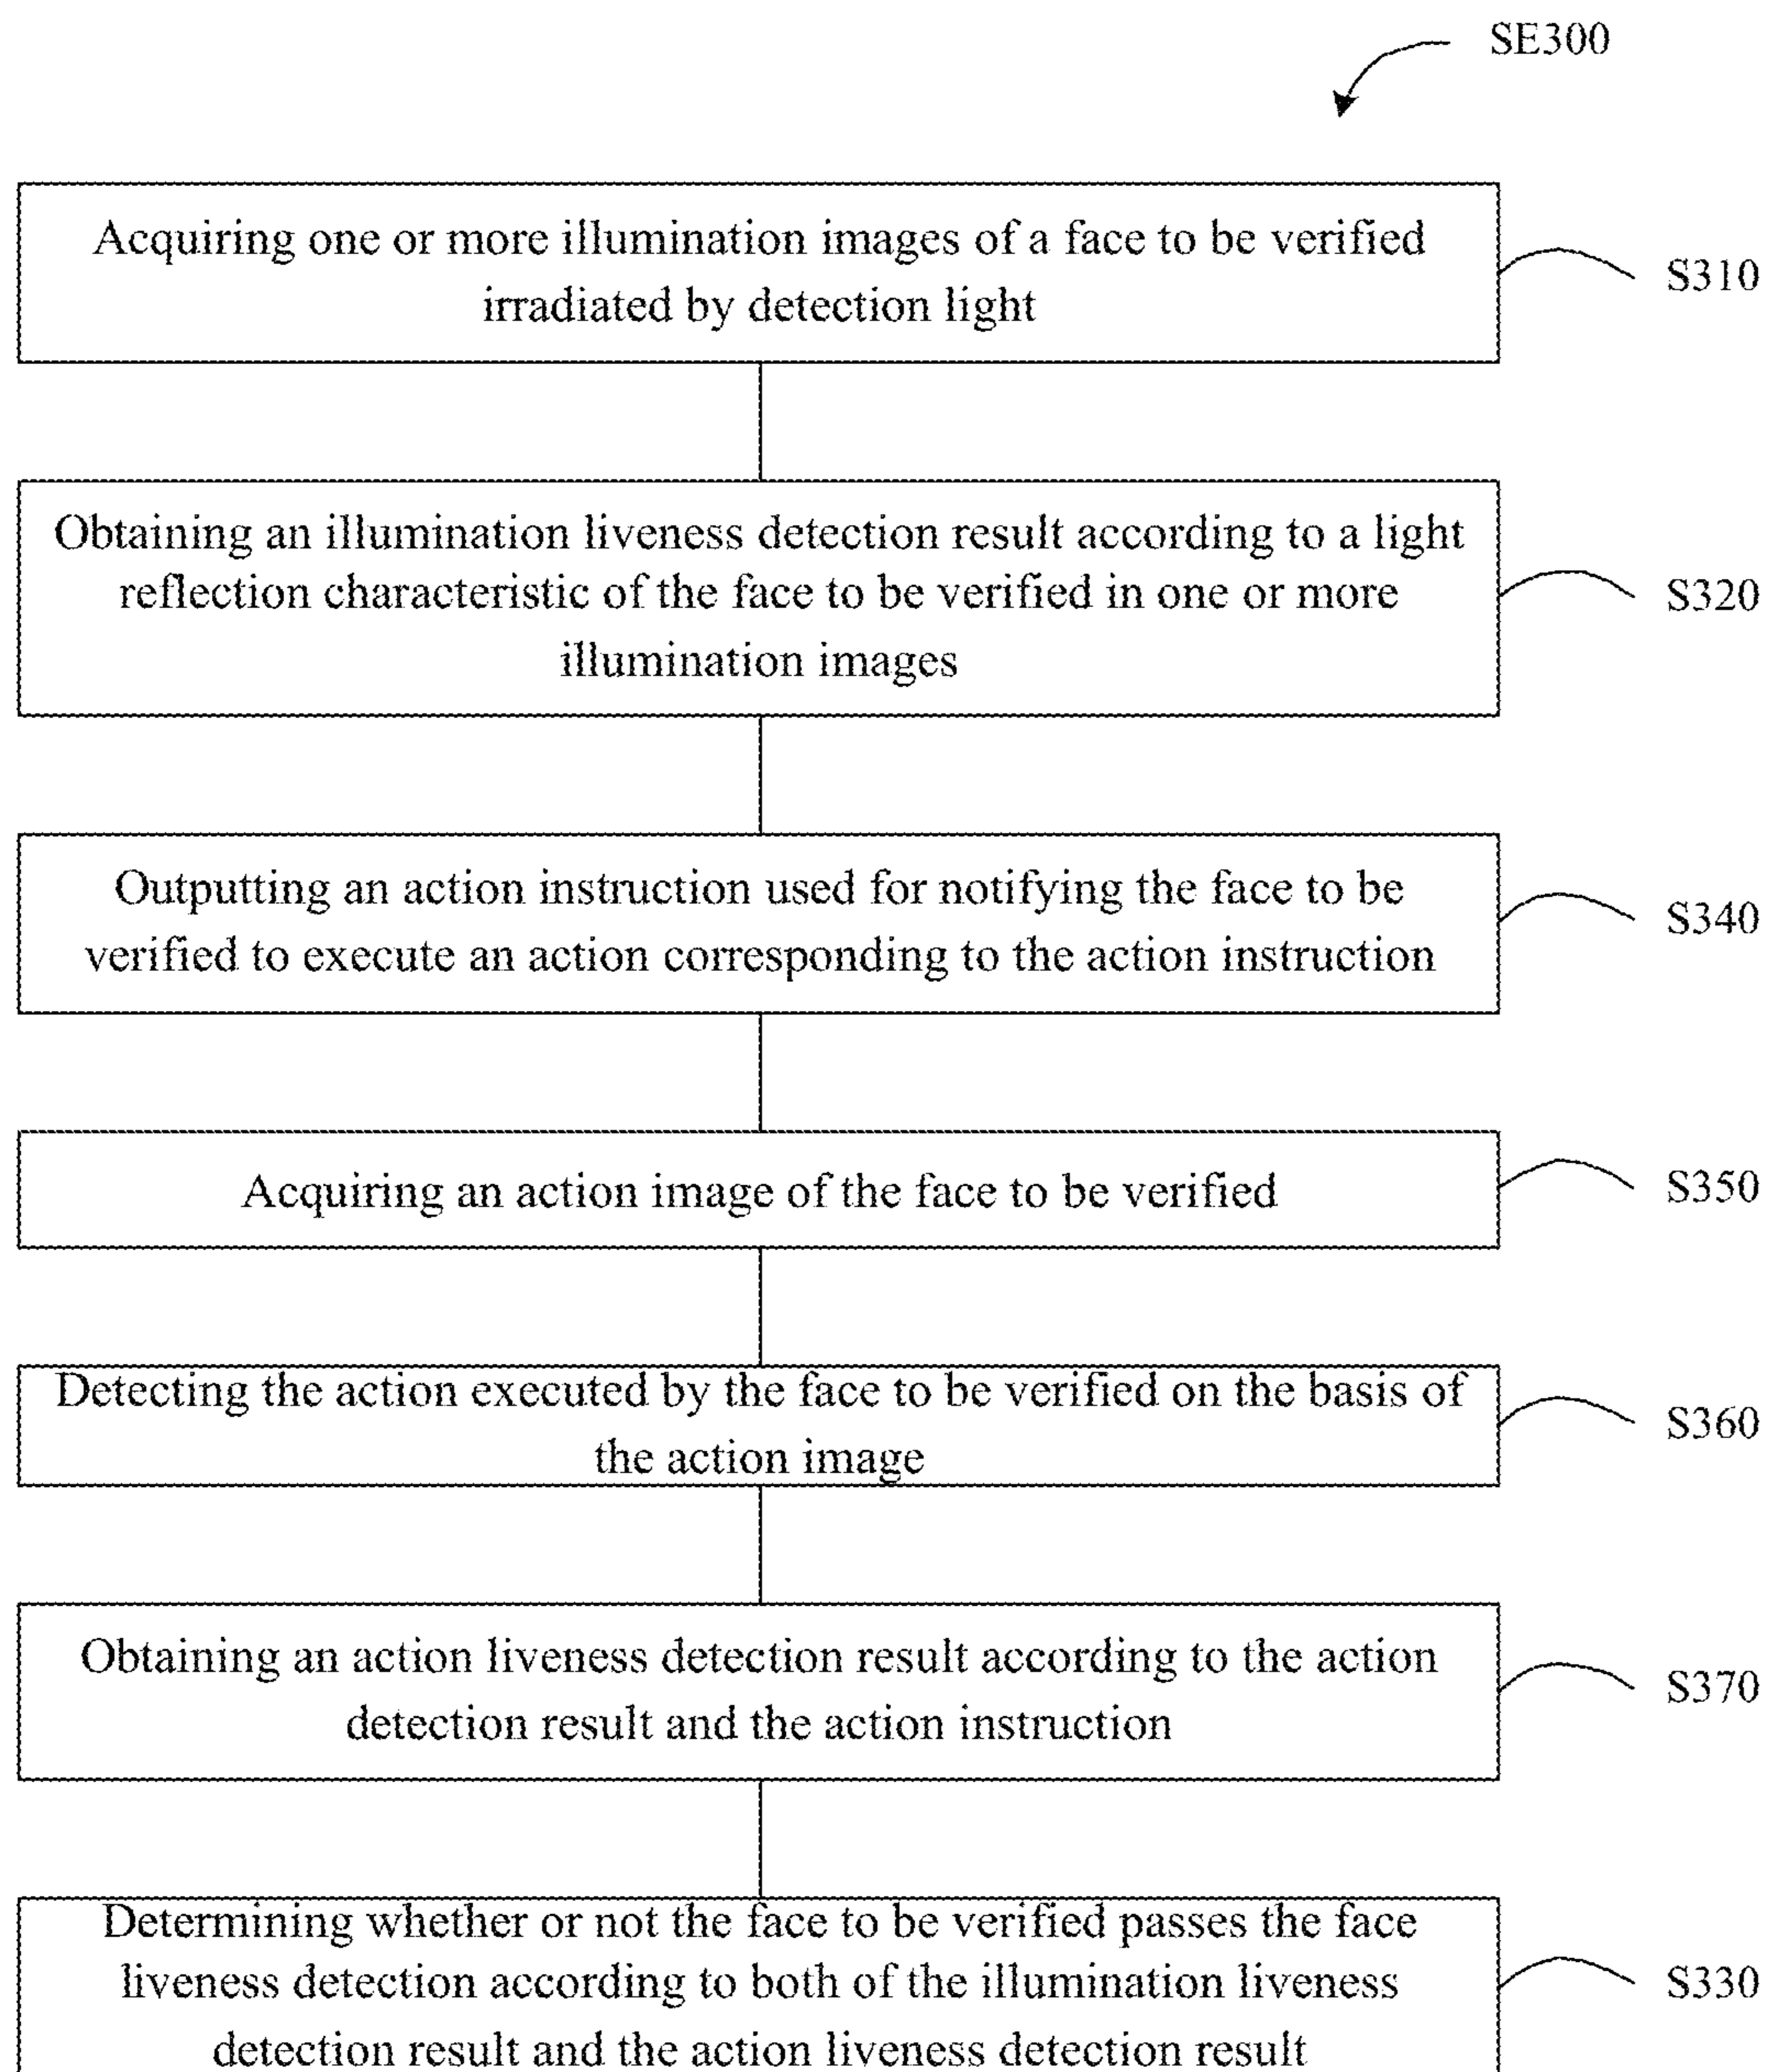 SE300
Acquiring one or more illumination images of a face to be verified
irradiated by detection light
S310
Obtaining an illumination liveness detection result according to a light
reflection characteristic of the face to be verified in one or more
illumination images
S320
Outputting an action instruction used for notifying the face to be
verified to execute an action corresponding to the action instruction
S340
Acquiring an action image of the face to be verified
S350
Detecting the action executed by the face to be verified on the basis of
the action image
S360
Obtaining an action liveness detection result according to the action
detection result and the action instruction
S370
Determining whether or not the face to be verified passes the face
liveness detection according to both of the illumination liveness
detection result and the action liveness detection result
S330